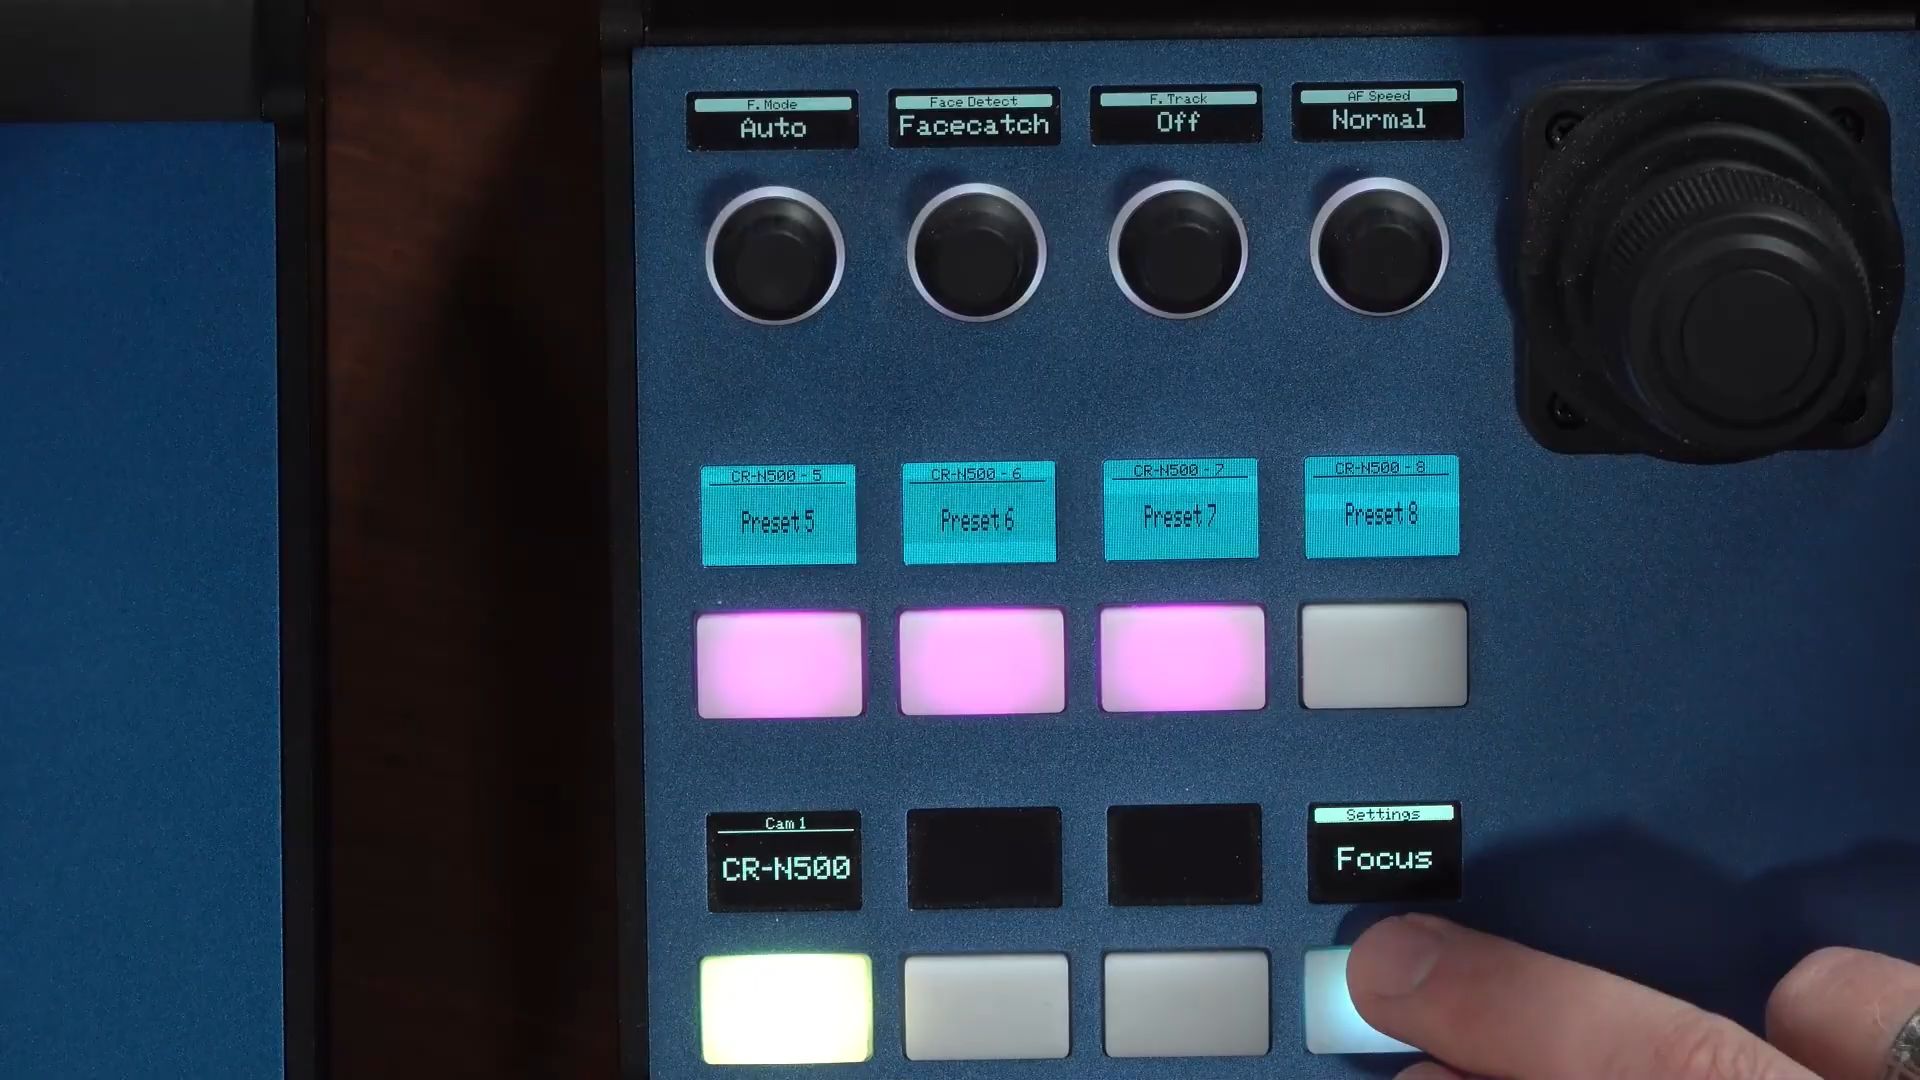 F. Mode
Auto
Face Detect
Facecatch
F. Track
Off
AF Speed
Normal
CR-N500 - 5
Preset 5
CR-N500 - 6
Preset 6
CR-N500 - 7
Preset 7
CR-N500 - 8
Preset 8
Cam 1
CR-N500
Settings
Focus